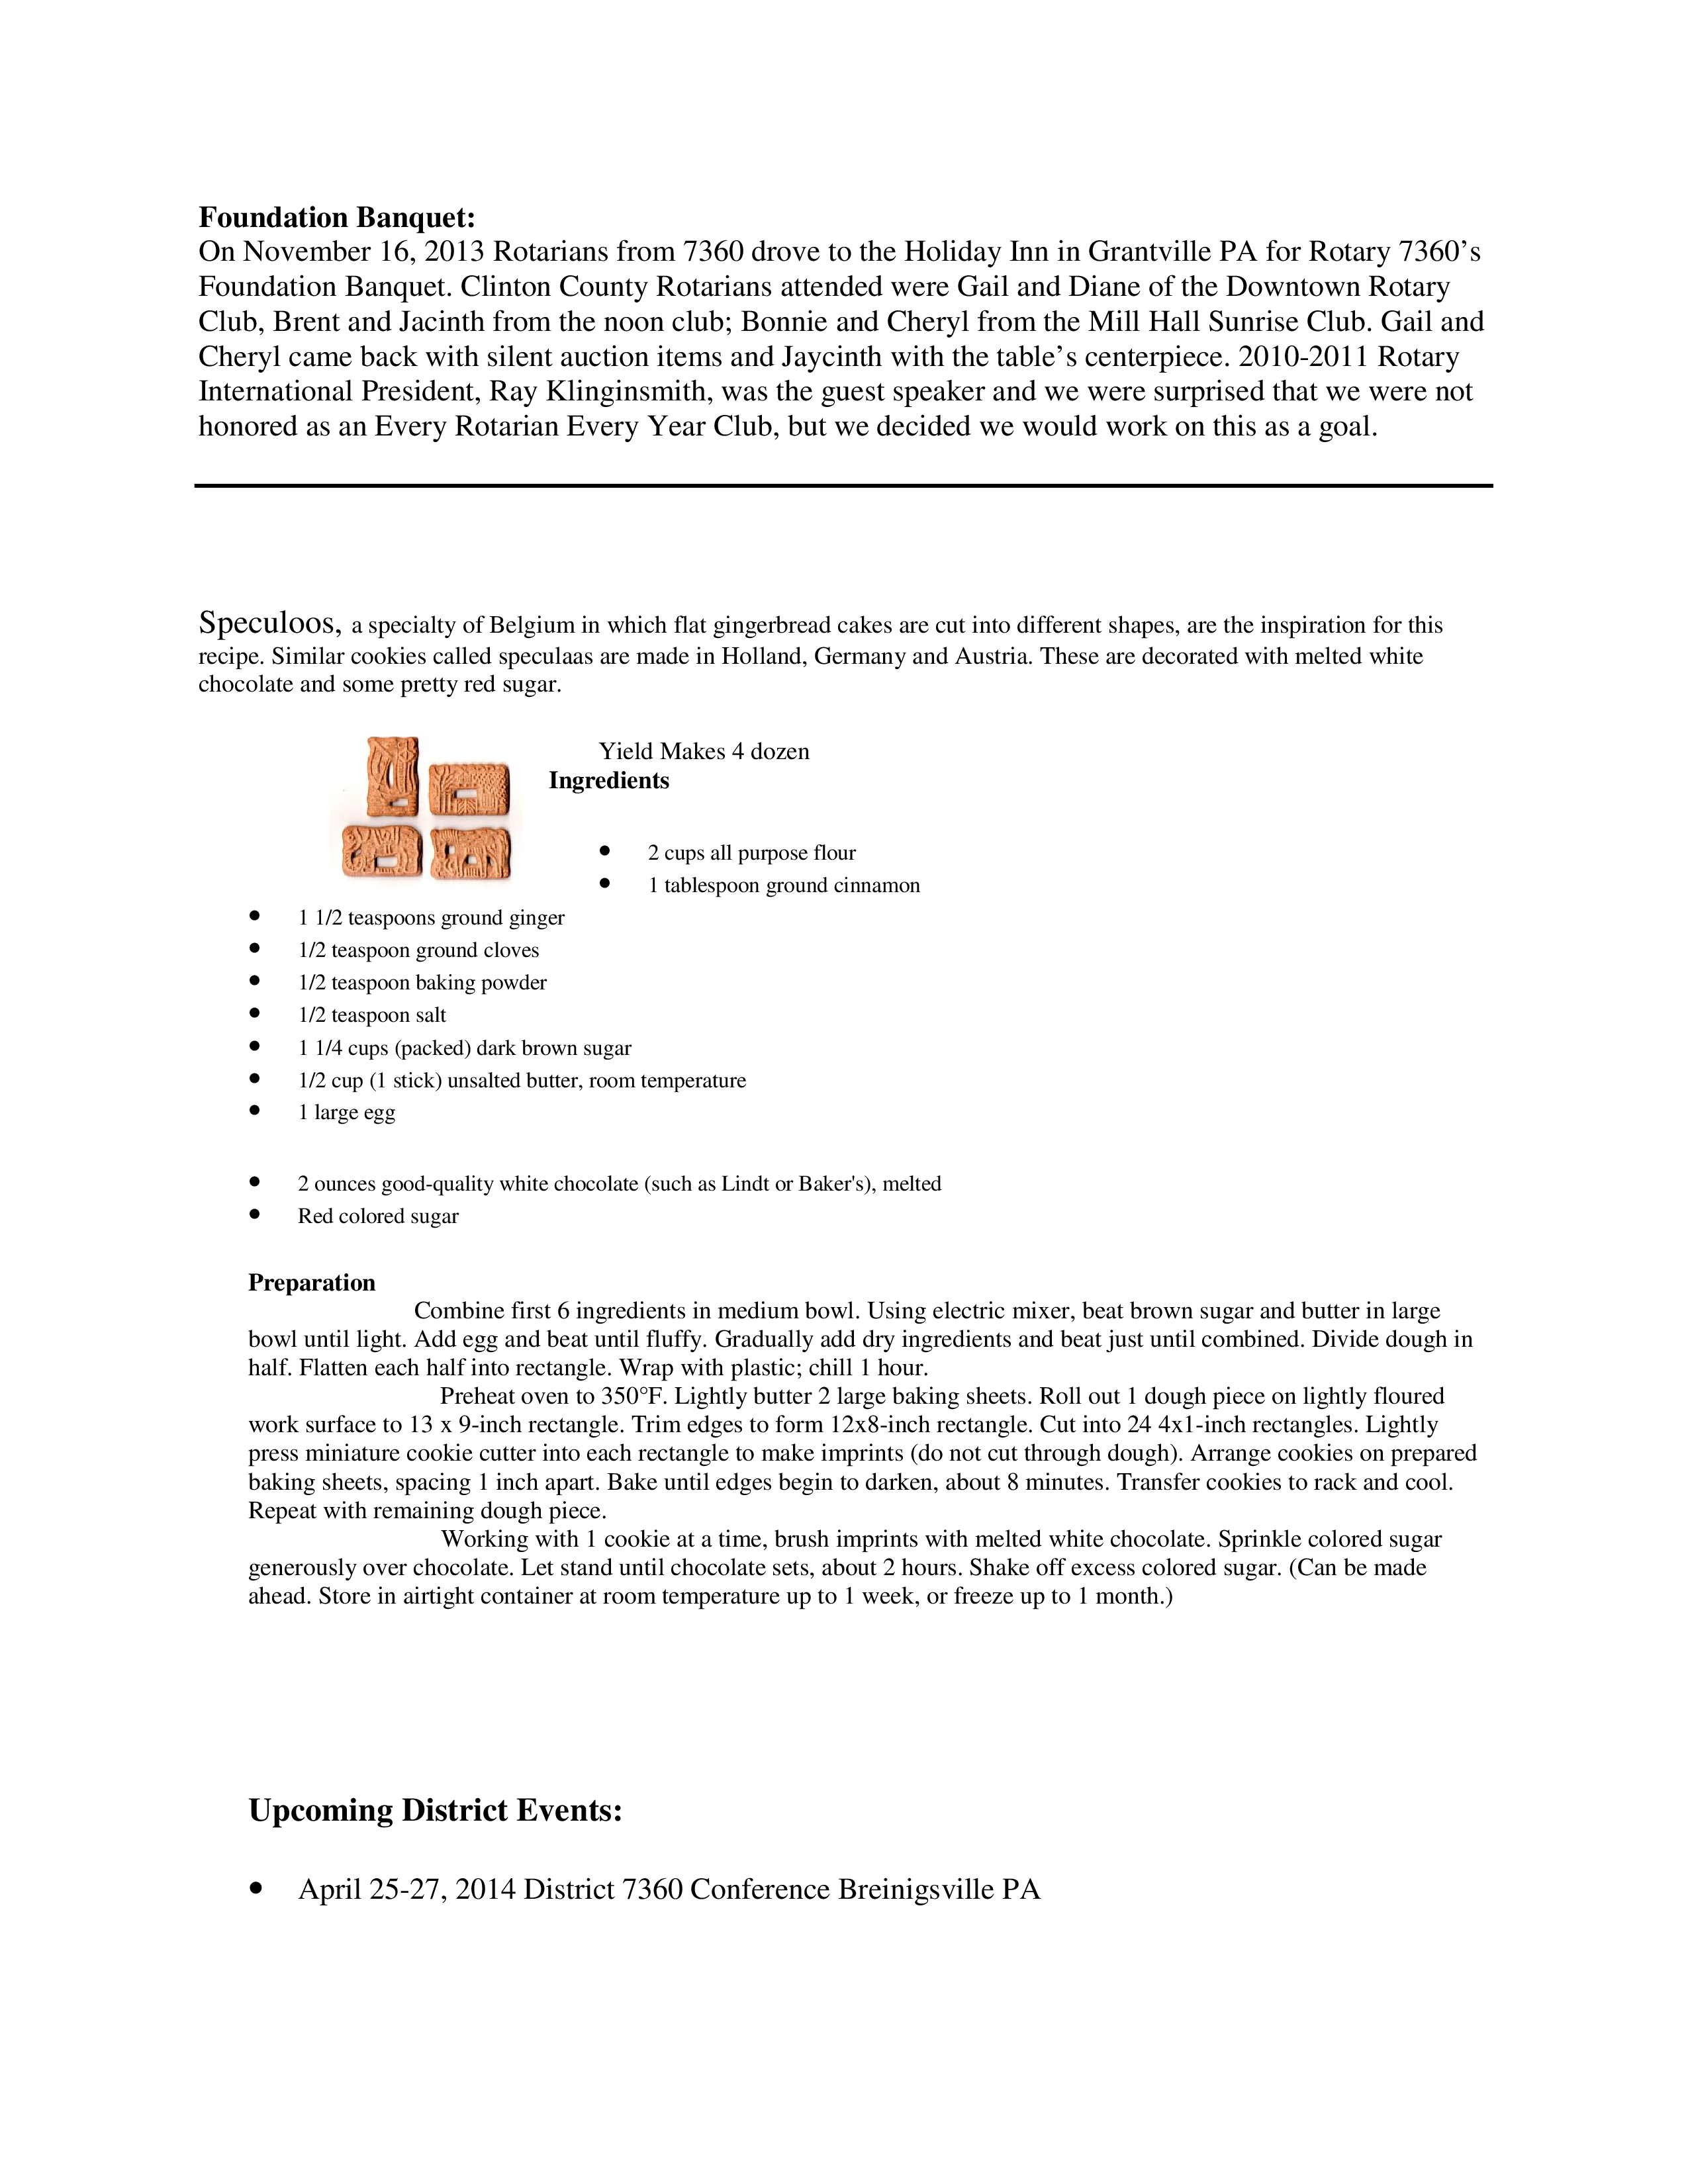 Foundation Banquet:
On November 16, 2013 Rotarians from 7360 drove to the Holiday Inn in Grantville PA for Rotary 7360’s
Foundation Banquet. Clinton County Rotarians attended were Gail and Diane of the Downtown Rotary
Club, Brent and Jacinth from the noon club; Bonnie and Cheryl from the Mill Hall Sunrise Club. Gail and
Cheryl came back with silent auction items and Jaycinth with the table’s centerpiece. 2010-2011 Rotary
International President, Ray Klinginsmith, was the guest speaker and we were surprised that we were not
honored as an Every Rotarian Every Year Club, but we decided we would work on this as a goal.
Speculoos, a specialty of Belgium in which flat gingerbread cakes are cut into different shapes, are the inspiration for this
recipe. Similar cookies called speculaas are made in Holland, Germany and Austria. These are decorated with melted white
chocolate and some pretty red sugar.
Yield Makes 4 dozen
Ingredients
• 2 cups all purpose flour
• 1 tablespoon ground cinnamon
• 1 1/2 teaspoons ground ginger
• 1/2 teaspoon ground cloves
• 1/2 teaspoon baking powder
• 1/2 teaspoon salt
• 1 1/4 cups (packed) dark brown sugar
• 1/2 cup (1 stick) unsalted butter, room temperature
• 1 large egg
• 2 ounces good-quality white chocolate (such as Lindt or Baker's), melted
• Red colored sugar
Preparation
Combine first 6 ingredients in medium bowl. Using electric mixer, beat brown sugar and butter in large
bowl until light. Add egg and beat until fluffy. Gradually add dry ingredients and beat just until combined. Divide dough in
half. Flatten each half into rectangle. Wrap with plastic; chill 1 hour.
Preheat oven to 350°F. Lightly butter 2 large baking sheets. Roll out 1 dough piece on lightly floured
work surface to 13 x 9-inch rectangle. Trim edges to form 12x8-inch rectangle. Cut into 24 4x1-inch rectangles. Lightly
press miniature cookie cutter into each rectangle to make imprints (do not cut through dough). Arrange cookies on prepared
baking sheets, spacing 1 inch apart. Bake until edges begin to darken, about 8 minutes. Transfer cookies to rack and cool.
Repeat with remaining dough piece.
Working with 1 cookie at a time, brush imprints with melted white chocolate. Sprinkle colored sugar
generously over chocolate. Let stand until chocolate sets, about 2 hours. Shake off excess colored sugar. (Can be made
ahead. Store in airtight container at room temperature up to 1 week, or freeze up to 1 month.)
Upcoming District Events:
• April 25-27, 2014 District 7360 Conference Breinigsville PA